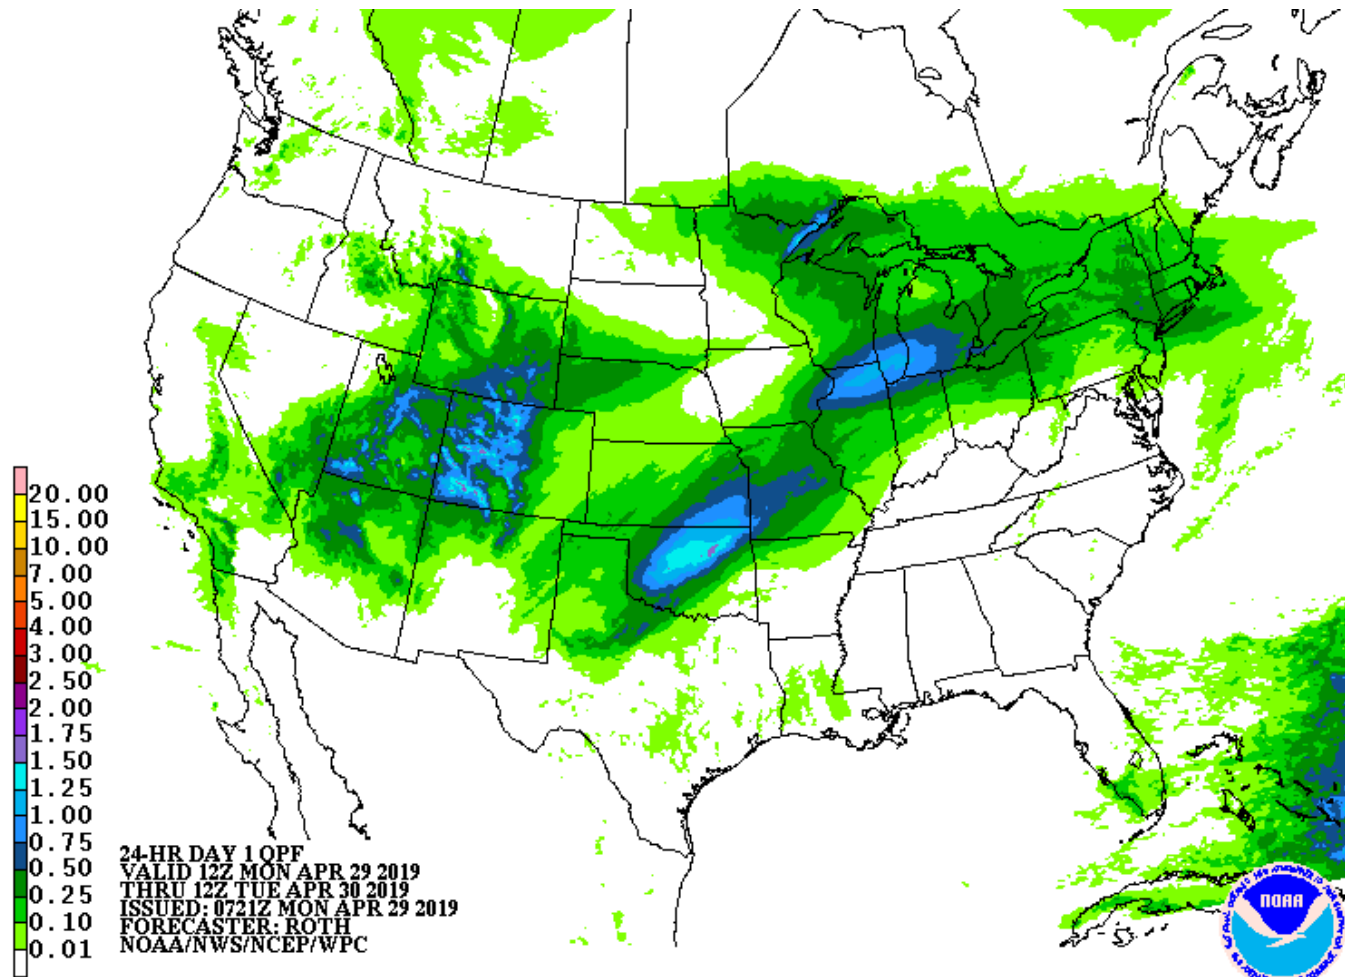 20.00
15.00
10.00
7.00
5.00
4.00
3.00
2.50
2.00
1.75
1.50
1.25
1.00
0.75
0.50
0.25
0.10
0.01
24-HR DAY 1 QPF
VALID 12Z MON APR 29 2019
THRU 12Z TUE APR 30 2019
ISSUED: 0721Z MON APR 29 2019
FORECASTER: ROTH
NOAA/NWS/NCEP/WPC
NOAA